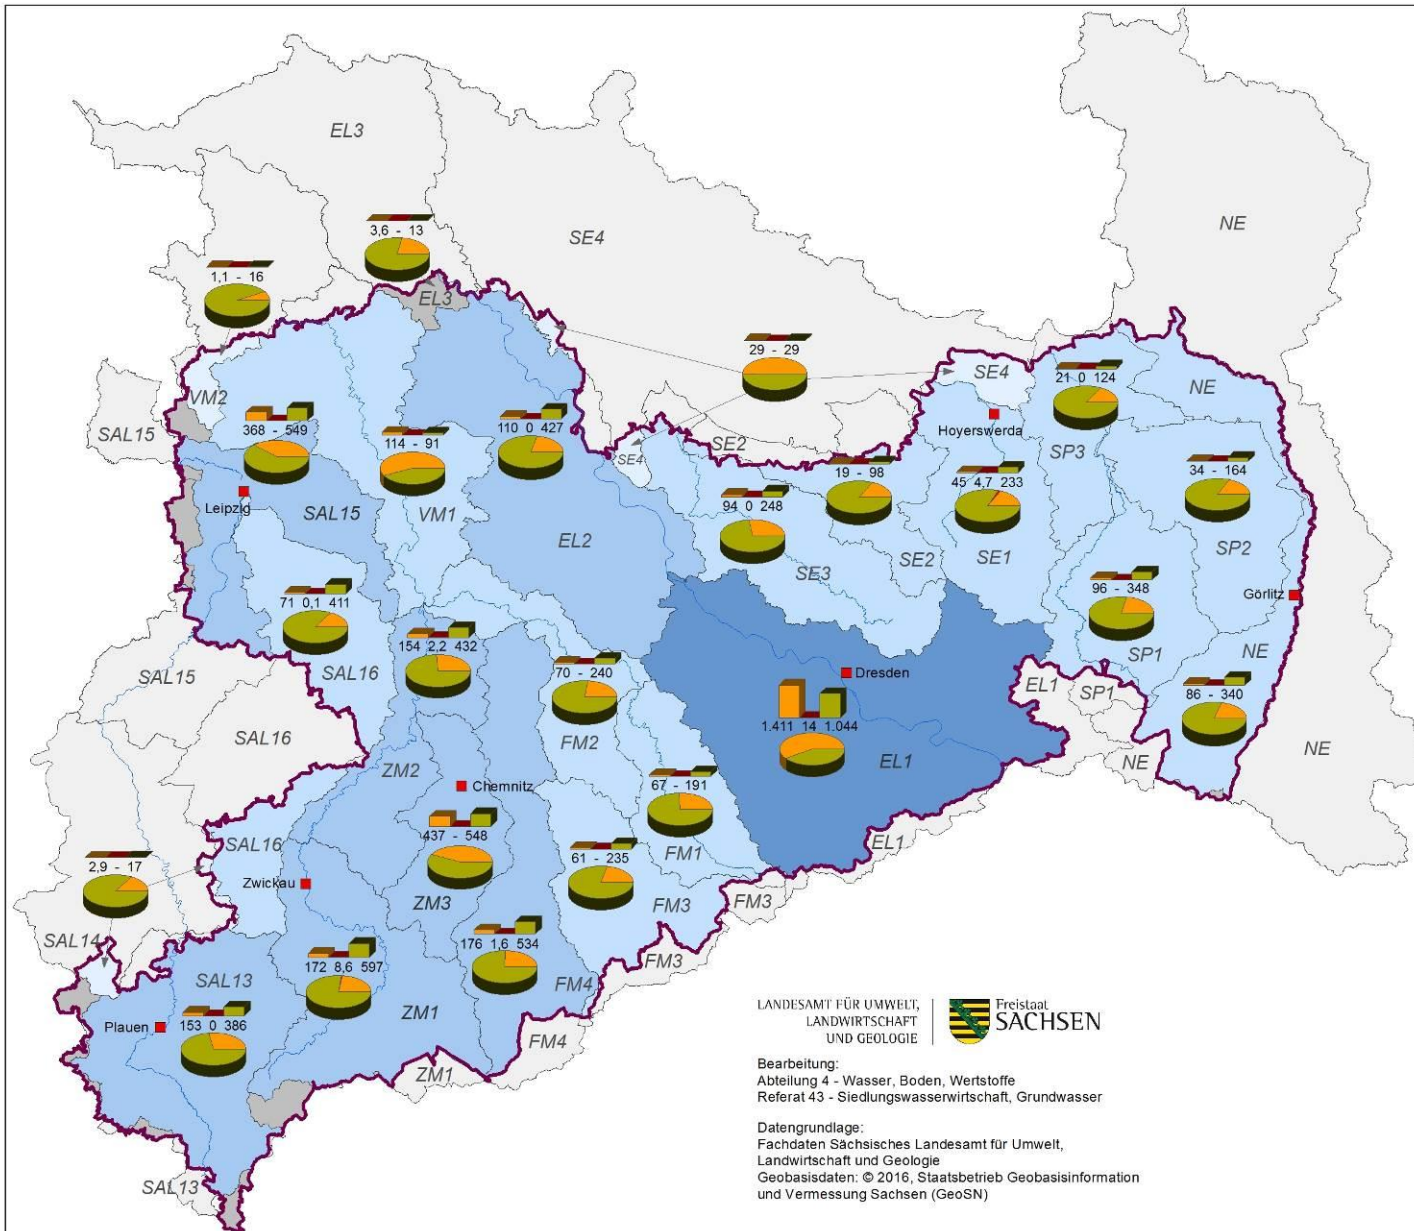 EL3
NE
SE4
3,6 - 13
1,1 - 16
EL3
29 - 29
SE4
21 0 124
NE
VM2
SAL15
368 - 549
114 - 91
110 0 427
SE4
SE2
Hoyerswerda
SP3
19 - 98
45 4,7 233
34 - 164
94 0 248
Leipzig
SAL15
VM1
EL2
SE3
SE2
SE1
SP2
71 0,1 411
96 - 348
Görlitz
154 2,2 432
SAL16
SP1
NE
SAL15
70 - 240
Dresden
EL1
SP1
86 - 340
SAL16
1.411 14 1.044
FM2
EL1
NE
NE
ZM2
Chemnitz
67 - 191
437 - 548
SAL16
FM1
EL1
2,9 - 17
61 - 235
Zwickau
ZM3
FM3
FM3
SAL14
176 1,6 534
FM3
172 8,6 597
SAL13
FM4
ZM1
Plauen
153 0 386
FM4
ZM1
SAL13
LANDESAMT FÜR UMWELT,
LANDWIRTSCHAFT
UND GEOLOGIE
Freistaat
SACHSEN
Bearbeitung:
Abteilung 4 - Wasser, Boden, Wertstoffe
Referat 43 - Siedlungswasserwirtschaft, Grundwasser
Datengrundlage:
Fachdaten Sächsisches Landesamt für Umwelt,
Landwirtschaft und Geologie
Geobasisdaten: © 2016, Staatsbetrieb Geobasisinformation
und Vermessung Sachsen (GeoSN)